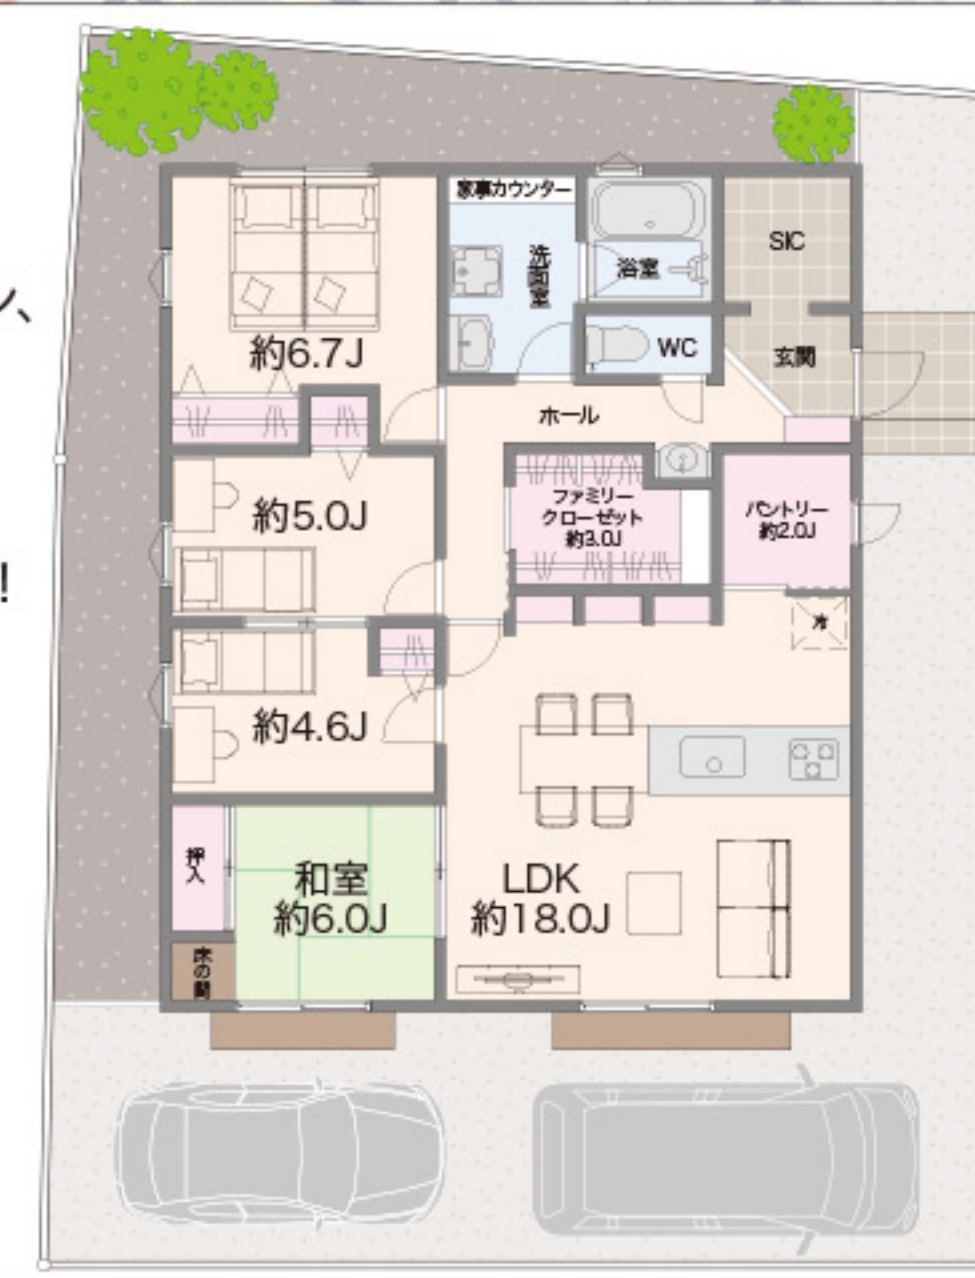 ン、
!
家事カウンター
洗面室
浴室
SIC
約6.7J
WC
玄関
ホール
約5.0J
ファミリー
クローゼット
約3.0J
パントリー
約2.0J
冷
約4.6J
押入
和室
約6.0J
LDK
約18.0J
床の間